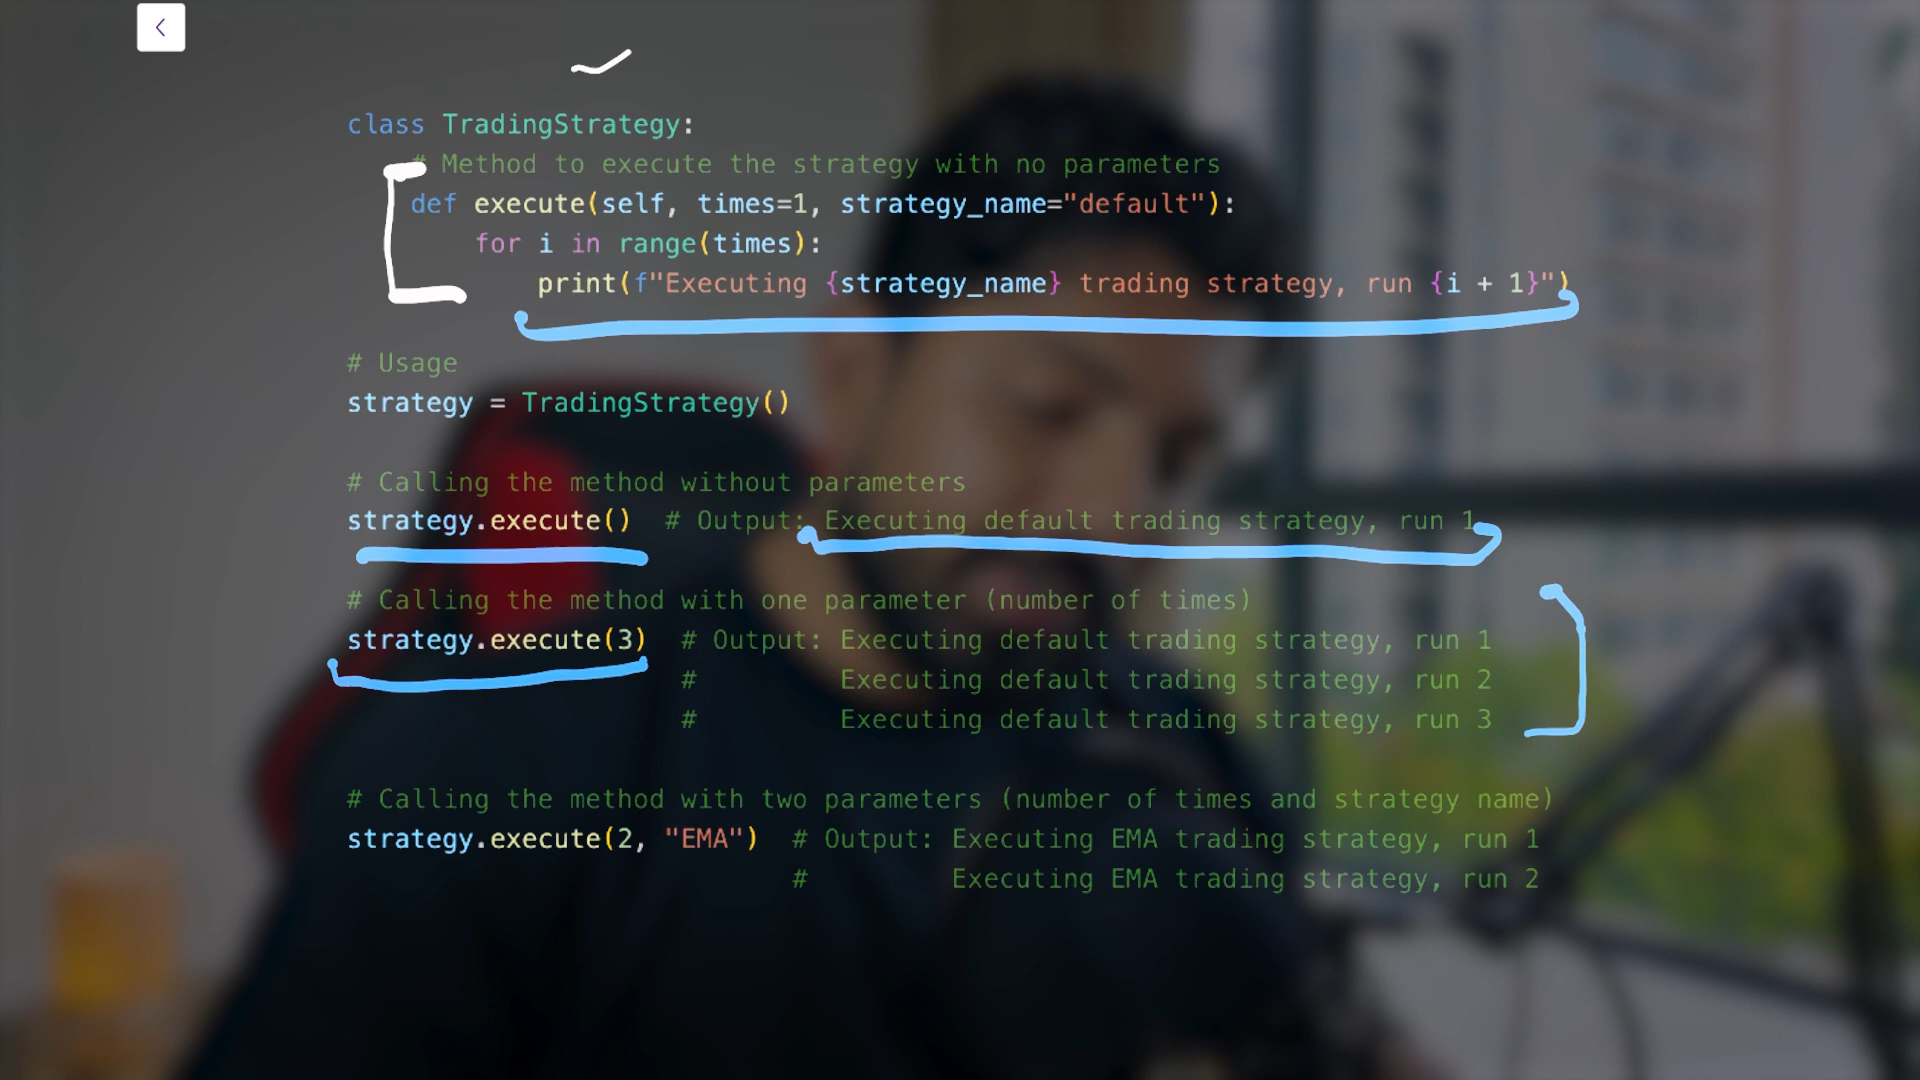 class TradingStrategy:
# Method to execute the strategy with no parameters
def execute(self, times=1, strategy_name="default"):
for i in range(times):
print(f"Executing {strategy_name} trading strategy, run {i + 1}")
# Usage
strategy = TradingStrategy()
# Calling the method without parameters
strategy.execute()  # Output: Executing default trading strategy, run 1
# Calling the method with one parameter (number of times)
strategy.execute(3)  # Output: Executing default trading strategy, run 1
#         Executing default trading strategy, run 2
#         Executing default trading strategy, run 3
# Calling the method with two parameters (number of times and strategy name)
strategy.execute(2, "EMA")  # Output: Executing EMA trading strategy, run 1
#         Executing EMA trading strategy, run 2